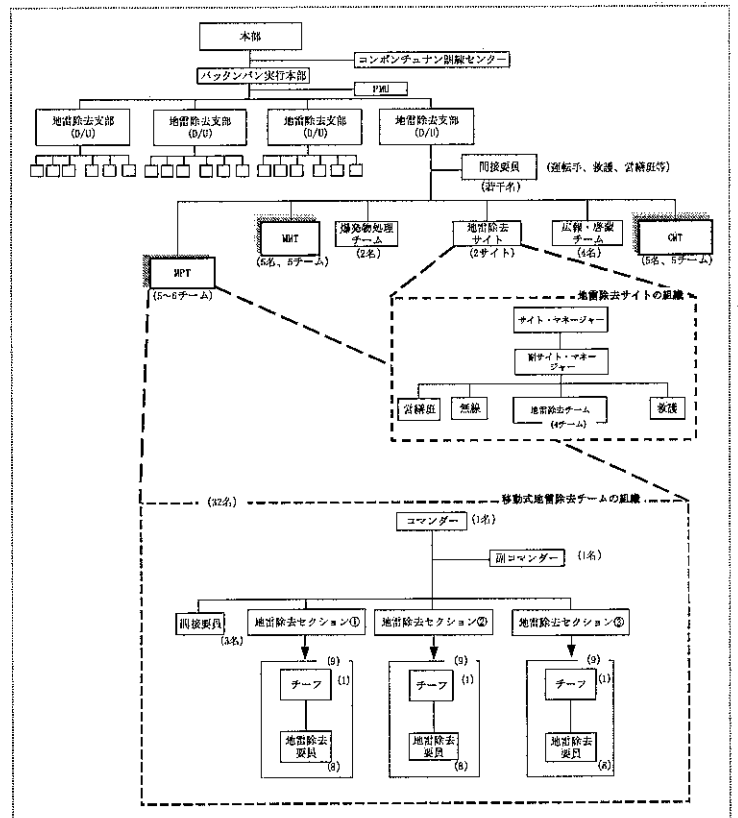 本部
コンポンチュナン訓練センター
バッタンバン実行本部
PMU
地雷除去支部
(D/U)
地雷除去支部
(D/U)
地雷除去支部
(D/U)
地雷除去支部
(D/U)
間接要員
(運転手、救護、営繕班等)
(若干名)
MPT
(5~6チーム)
MMT
(5名、5チーム)
爆発物処理
チーム
(2名)
地雷除去
サイト
(2サイト)
広報・啓蒙
チーム
(4名)
CMT
(5名、5チーム)
地雷除去サイトの組織
サイト・マネージャー
副サイト・マネー
ジャー
営繕班
無線
地雷除去チーム
(4チーム)
救護
(32名)
移動式地雷除去チームの組織
コマンダー
(1名)
副コマンダー
(1名)
間接要員
(3名)
地雷除去セクション①
地雷除去セクション②
地雷除去セクション③
(9)
チーフ
(1)
地雷除去
要員
(8)
(9)
チーフ
(1)
地雷除去
要員
(8)
(9)
チーフ
(1)
地雷除去
要員
(8)